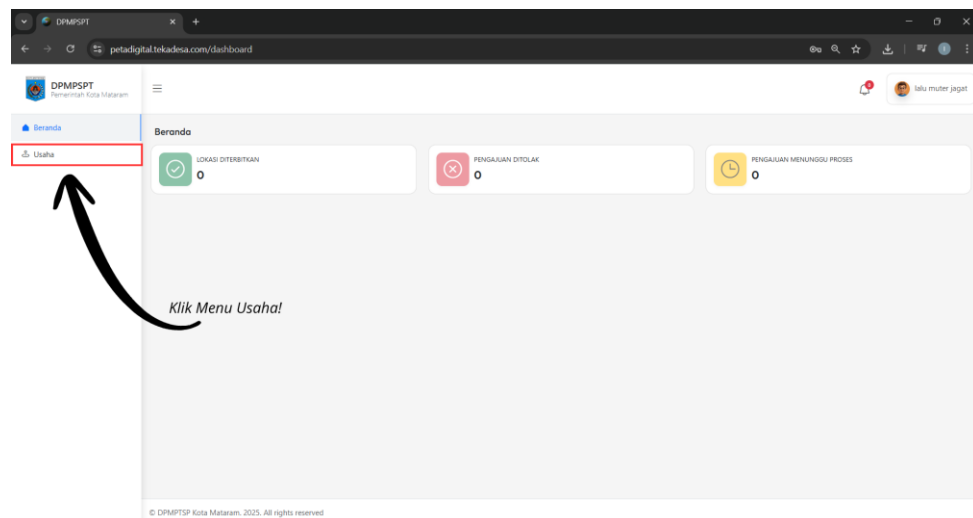 DPMPSPT
petadigital.tekadesa.com/dashboard
DPMPSPT
Pemerintah Kota Mataram
lalu muter jagat
Beranda
Usaha
Beranda
LOKASI DITERBITKAN
0
PENGAJUAN DITOLAK
0
PENGAJUAN MENUNGGU PROSES
0
Klik Menu Usaha!
© DPMPTSP Kota Mataram. 2025. All rights reserved